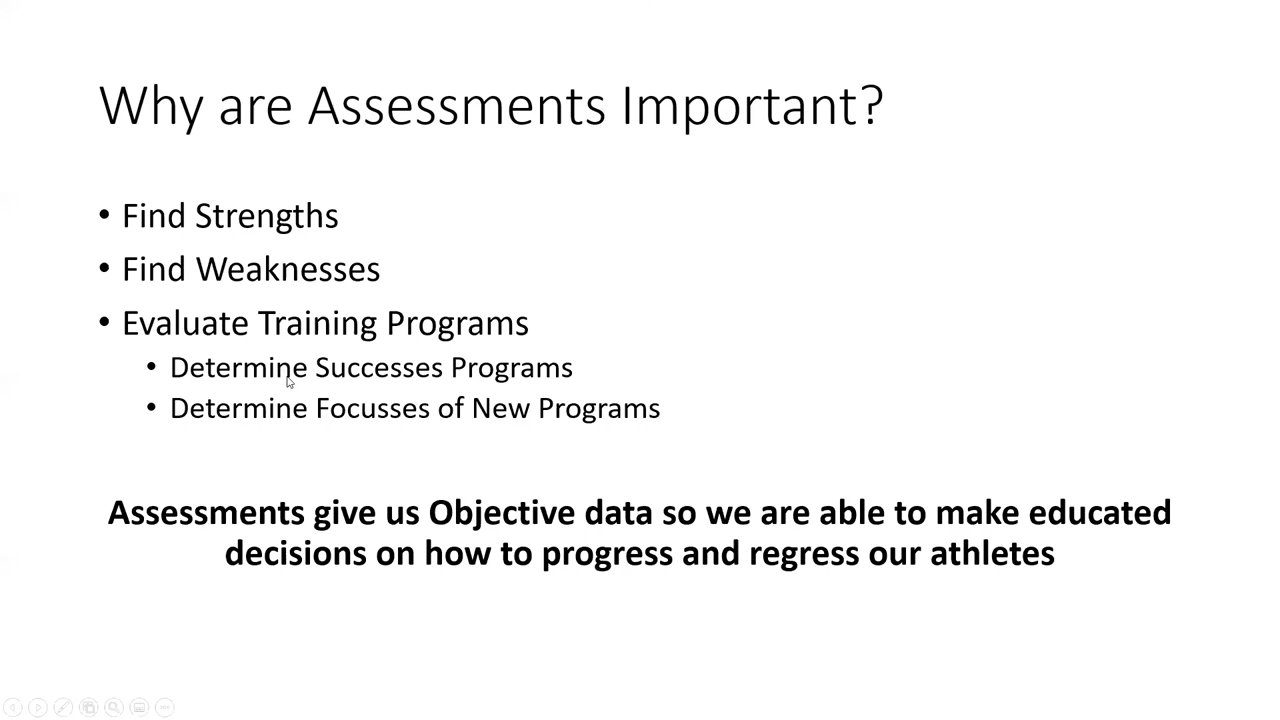 Why are Assessments Important?
• Find Strengths
• Find Weaknesses
• Evaluate Training Programs
• Determine Successes Programs
• Determine Focusses of New Programs
Assessments give us Objective data so we are able to make educated
decisions on how to progress and regress our athletes